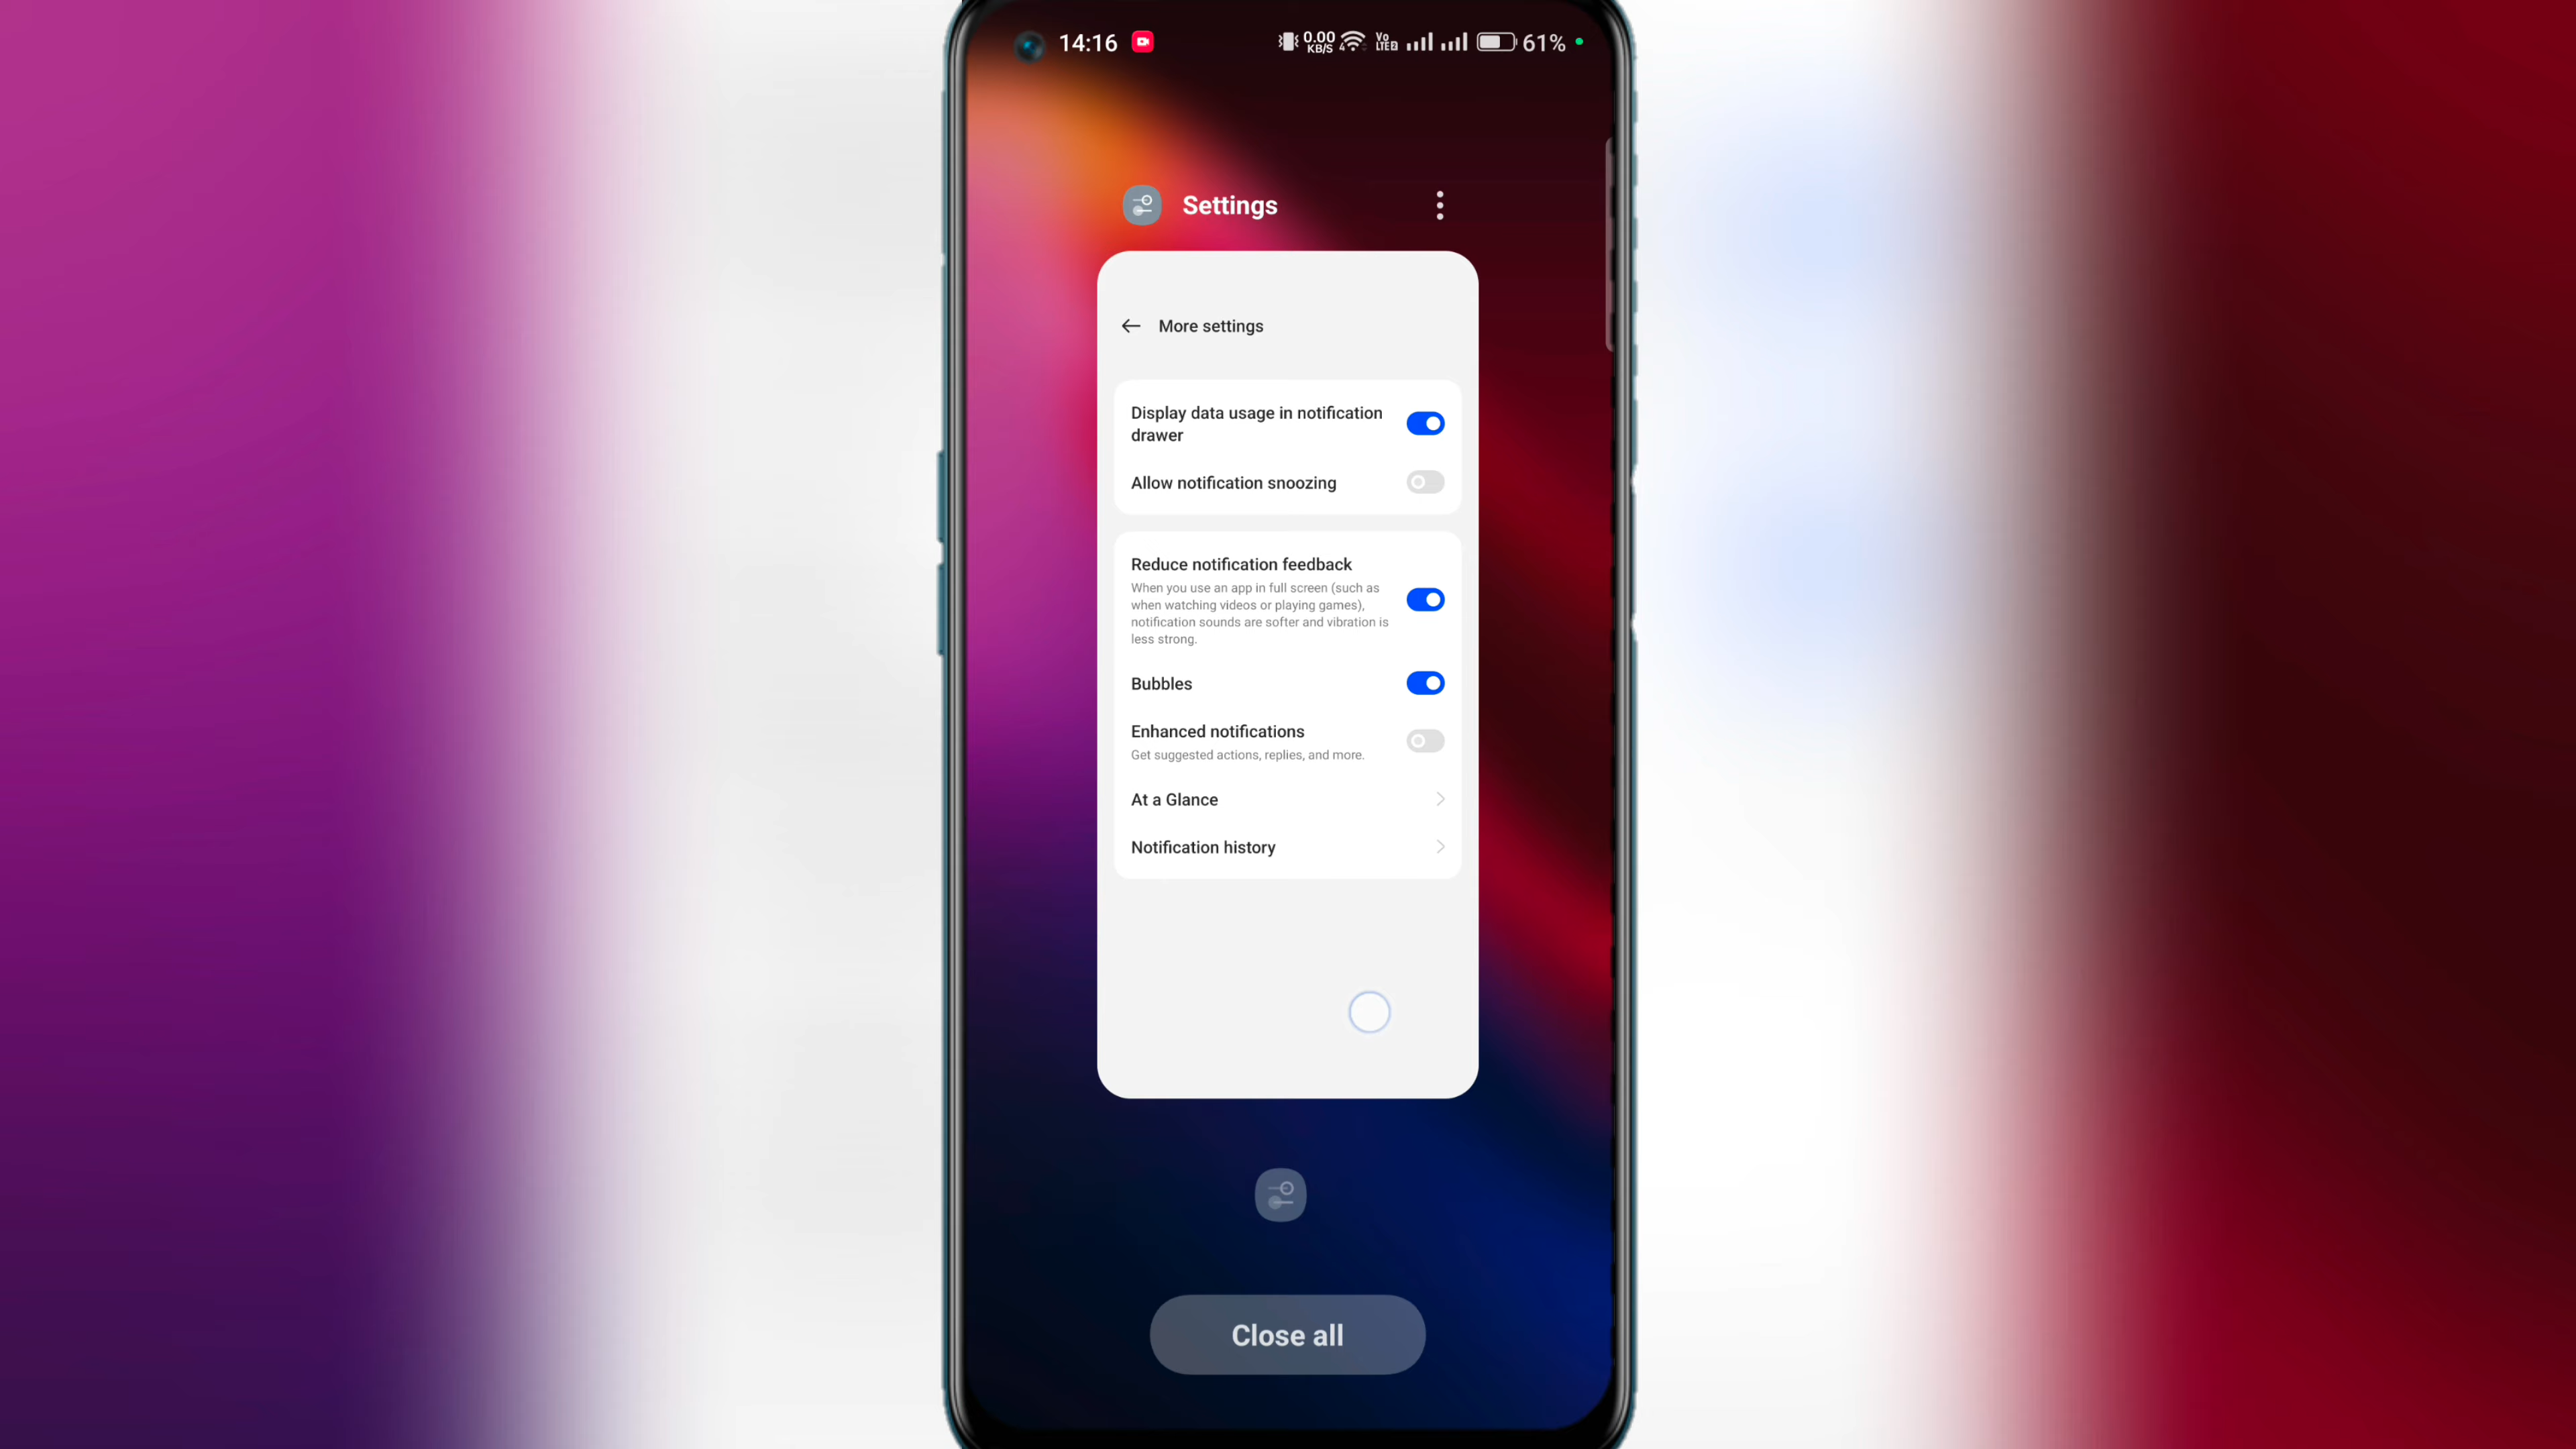 14:16
0.00
KB/S
4
Vo
LTE2
61%
Settings
More settings
Display data usage in notification
drawer
Allow notification snoozing
Reduce notification feedback
When you use an app in full screen (such as
when watching videos or playing games),
notification sounds are softer and vibration is
less strong.
Bubbles
Enhanced notifications
Get suggested actions, replies, and more.
At a Glance
Notification history
Close all